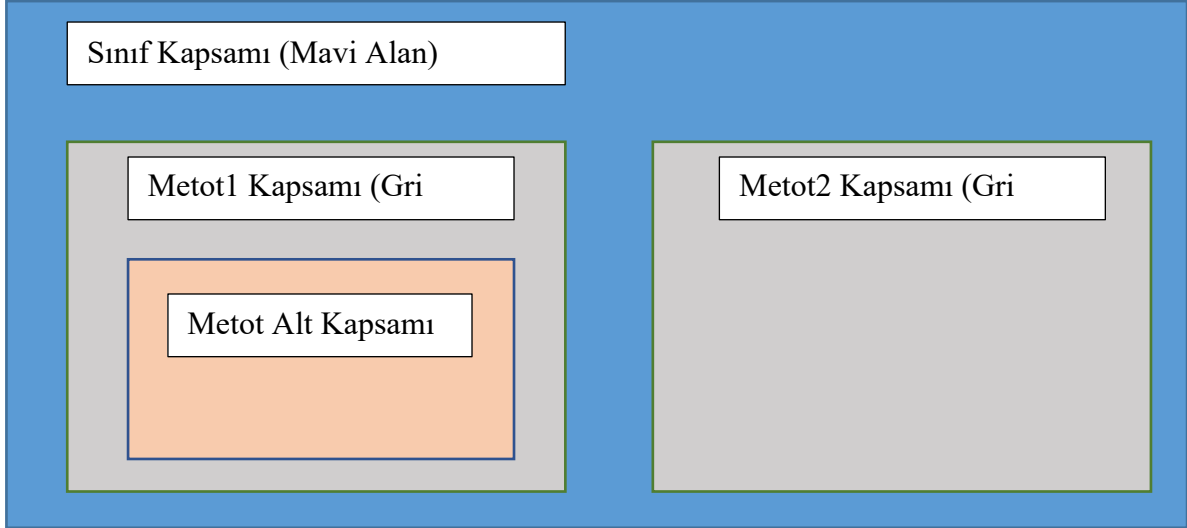 Sınıf Kapsamı (Mavi Alan)
Metot1 Kapsamı (Gri
Metot2 Kapsamı (Gri
Metot Alt Kapsamı